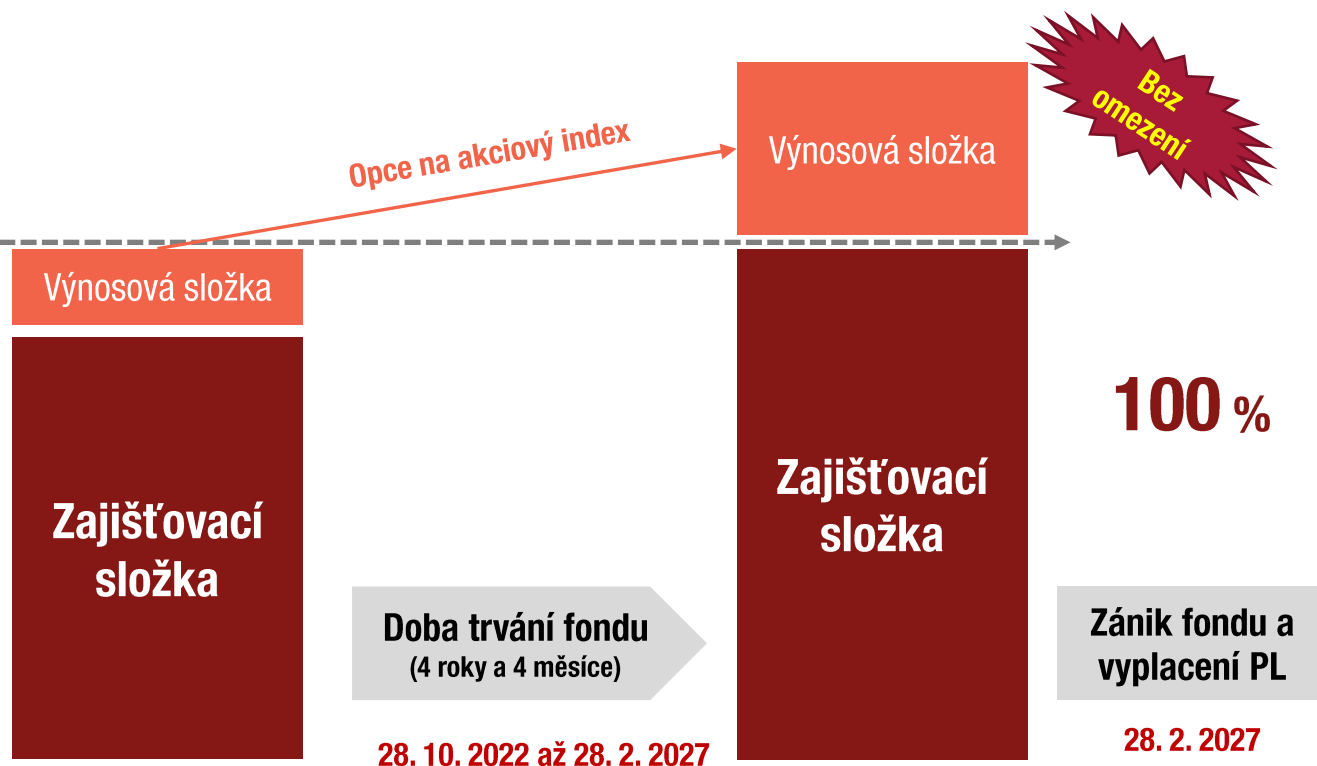 Bez
omezení
Opce na akciový index
Výnosová složka
Výnosová složka
100 %
Zajišťovací
složka
Zajišťovací
složka
Doba trvání fondu
(4 roky a 4 měsíce)
Zánik fondu a
vyplacení PL
28. 10. 2022 až 28. 2. 2027
28. 2. 2027